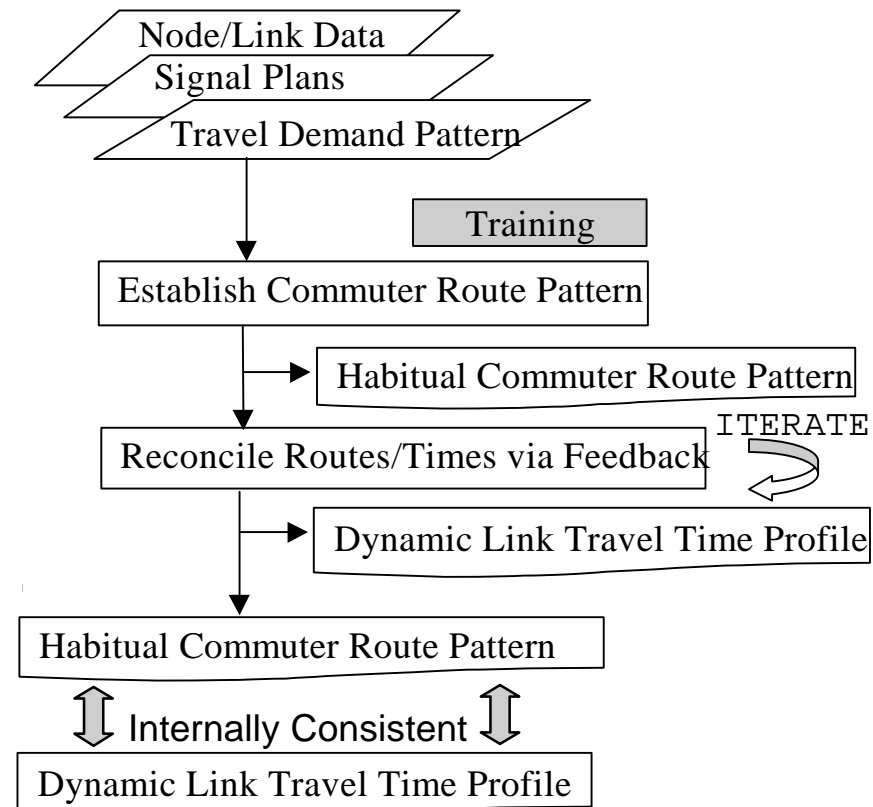 Node/Link Data
Signal Plans
Travel Demand Pattern
Training
Establish Commuter Route Pattern
Habitual Commuter Route Pattern
ITERATE
Reconcile Routes/Times via Feedback
Dynamic Link Travel Time Profile
Habitual Commuter Route Pattern
Internally Consistent
Dynamic Link Travel Time Profile